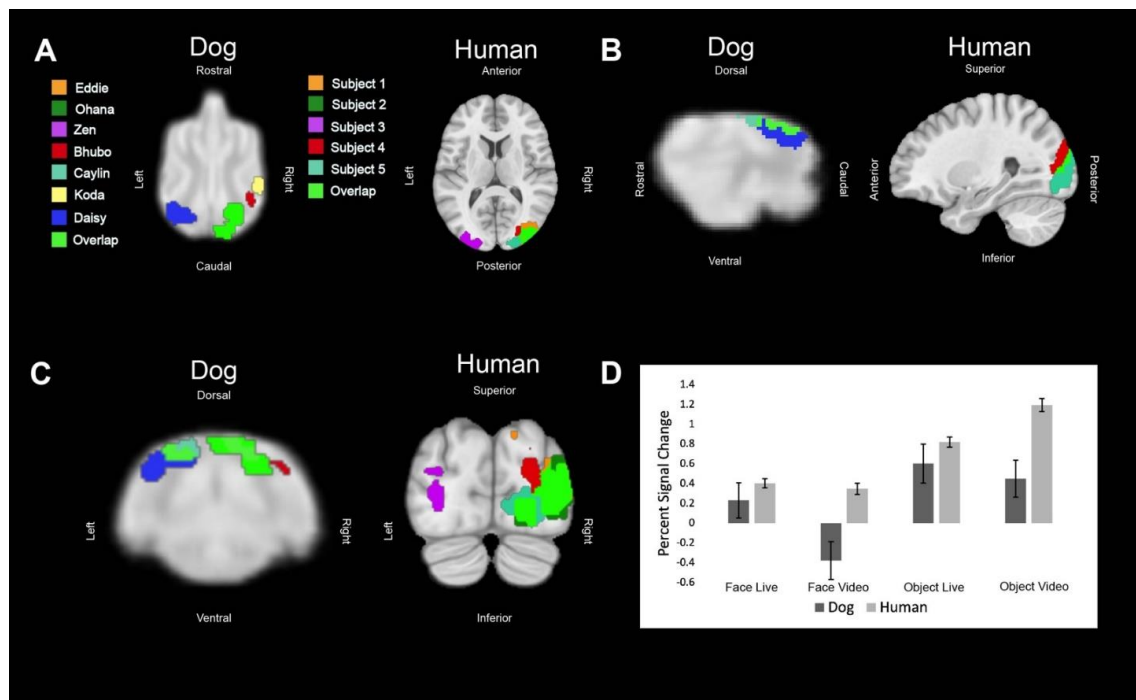 A
Dog
Rostral
Eddie
Ohana
Zen
Bhubo
Caylin
Koda
Daisy
Overlap
Left
Right
Caudal
Human
Anterior
Subject 1
Subject 2
Subject 3
Subject 4
Subject 5
Overlap
Left
Right
Posterior
B
Dog
Dorsal
Rostral
Caudal
Ventral
Human
Superior
Anterior
Posterior
Inferior
C
Dog
Dorsal
Left
Right
Ventral
Human
Superior
Left
Right
Inferior
D
Percent Signal Change
1.4
1.2
1
0.8
0.6
0.4
0.2
0
-0.2
-0.4
-0.6
Face Live Face Video Object Live Object Video
Dog Human